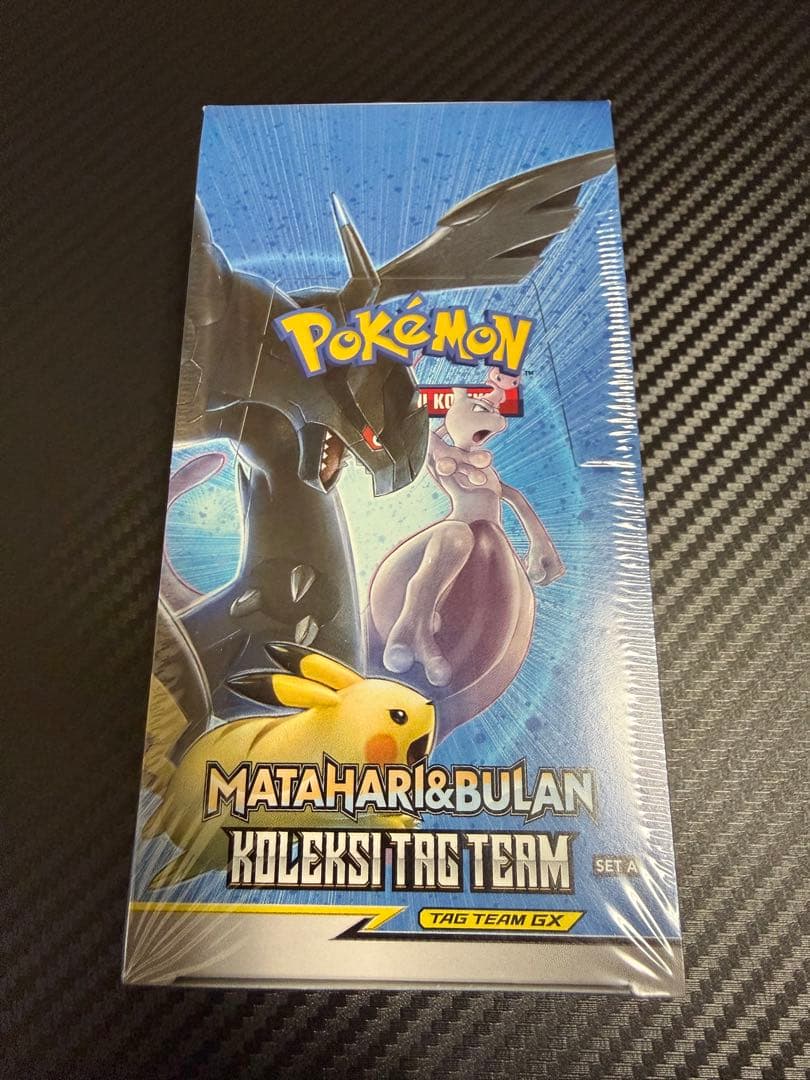 POKéMON
MATAHARI&BULAN
KOLEKSI TAG TEAM
SET A
TAG TEAM GX